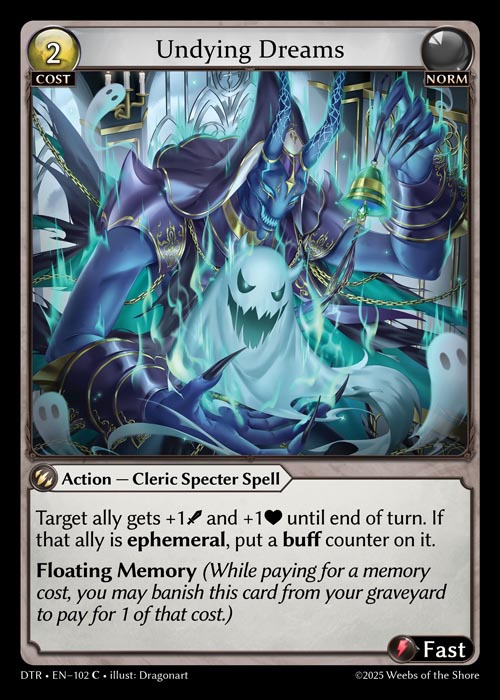 2
Undying Dreams
COST
NORM
Action — Cleric Specter Spell
Target ally gets +1 and +1 until end of turn. If
that ally is ephemeral, put a buff counter on it.
Floating Memory (While paying for a memory
cost, you may banish this card from your graveyard
to pay for 1 of that cost.)
Fast
DTR • EN–102 C • illust: Dragonart
©2025 Weebs of the Shore